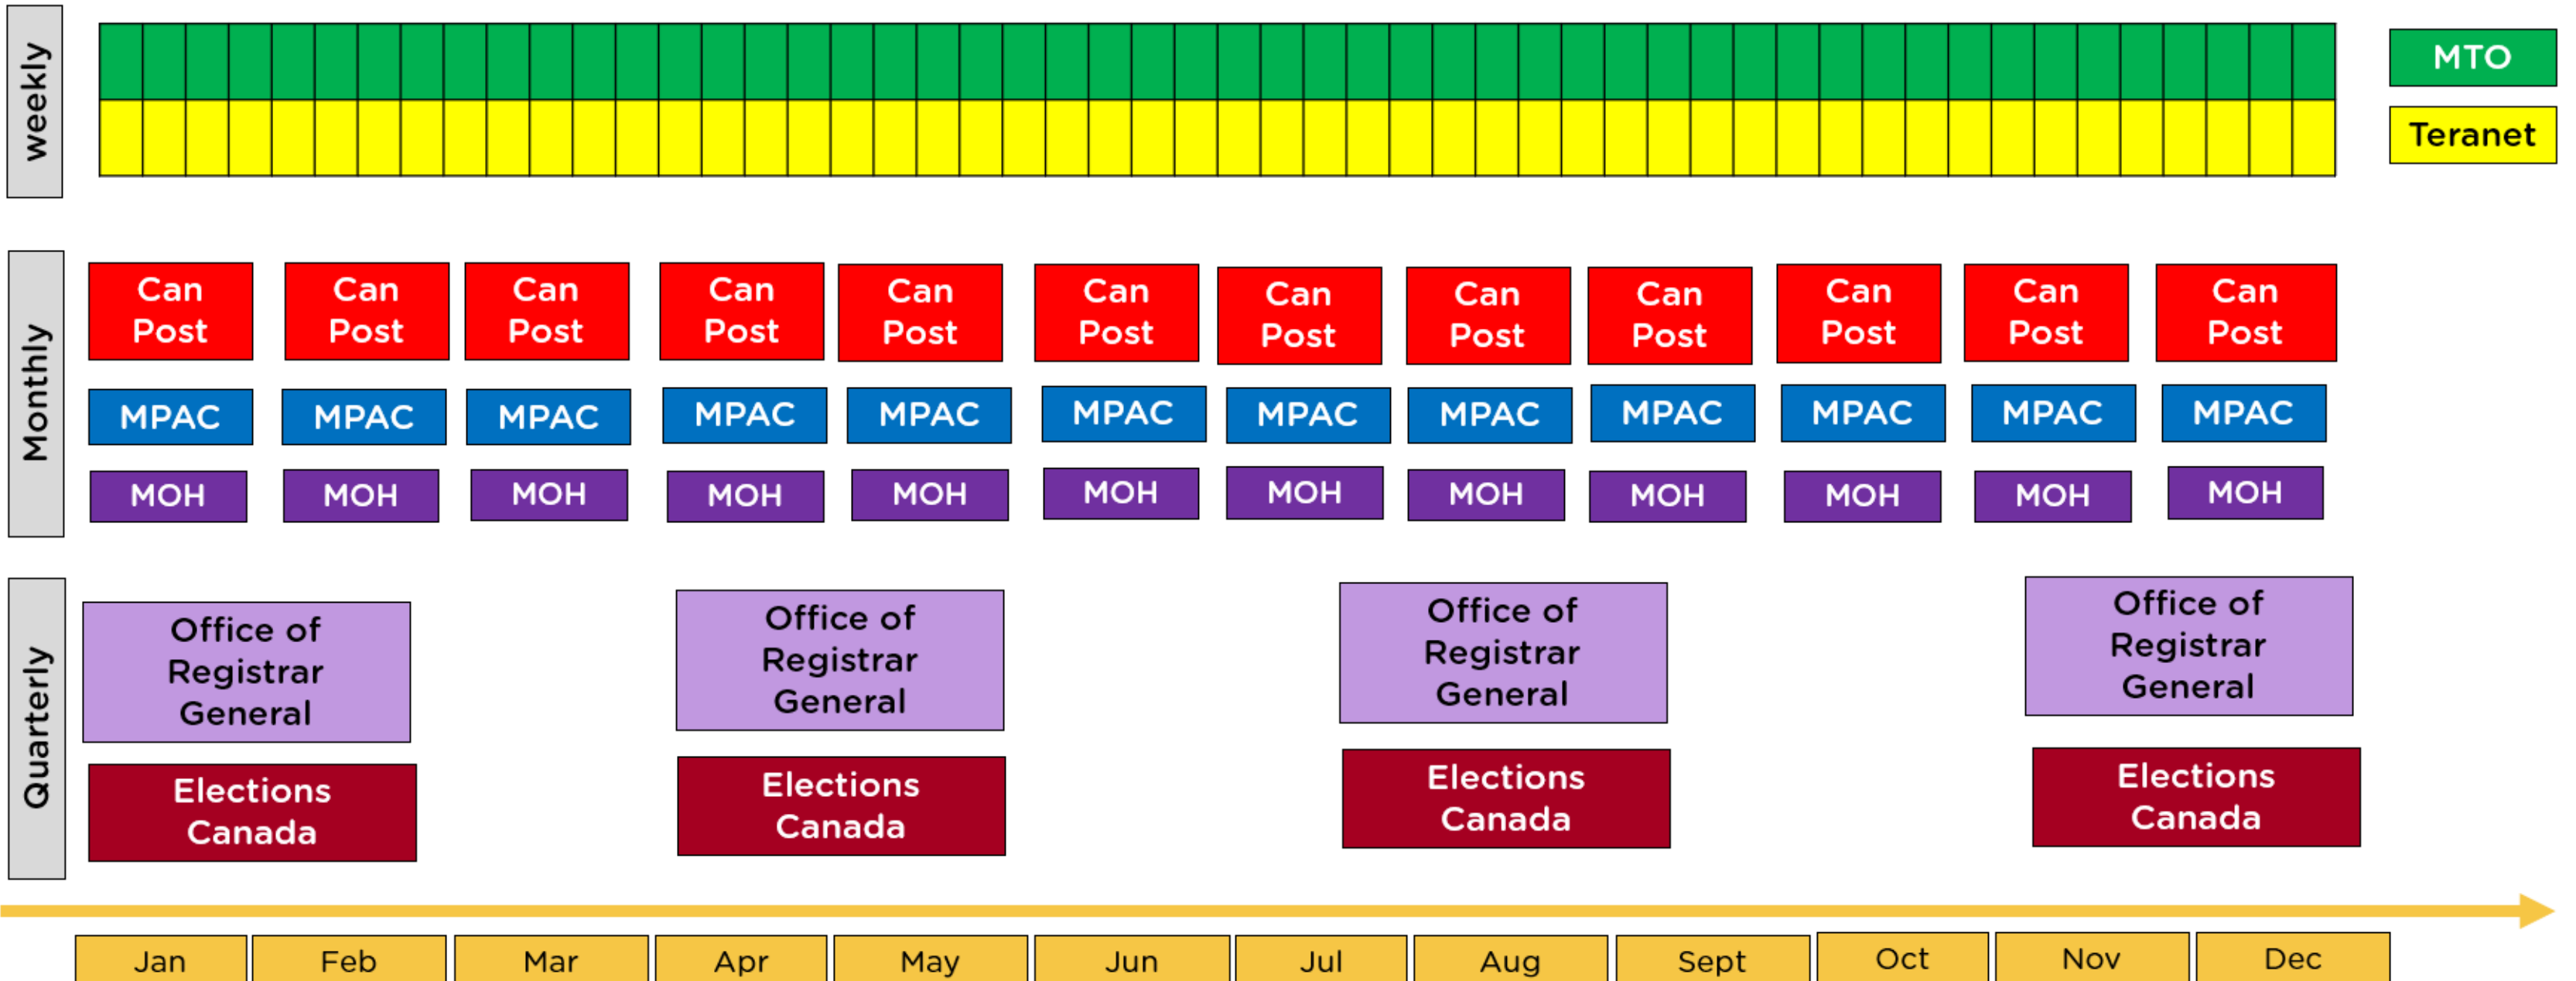 weekly
MTO
Teranet
Monthly
Can
Post
Can
Post
Can
Post
Can
Post
Can
Post
Can
Post
Can
Post
Can
Post
Can
Post
Can
Post
Can
Post
Can
Post
MPAC
MPAC
MPAC
MPAC
MPAC
MPAC
MPAC
MPAC
MPAC
MPAC
MPAC
MPAC
MOH
MOH
MOH
MOH
MOH
MOH
MOH
MOH
MOH
MOH
MOH
MOH
Quarterly
Office of
Registrar
General
Office of
Registrar
General
Office of
Registrar
General
Office of
Registrar
General
Elections
Canada
Elections
Canada
Elections
Canada
Elections
Canada
Jan
Feb
Mar
Apr
May
Jun
Jul
Aug
Sept
Oct
Nov
Dec